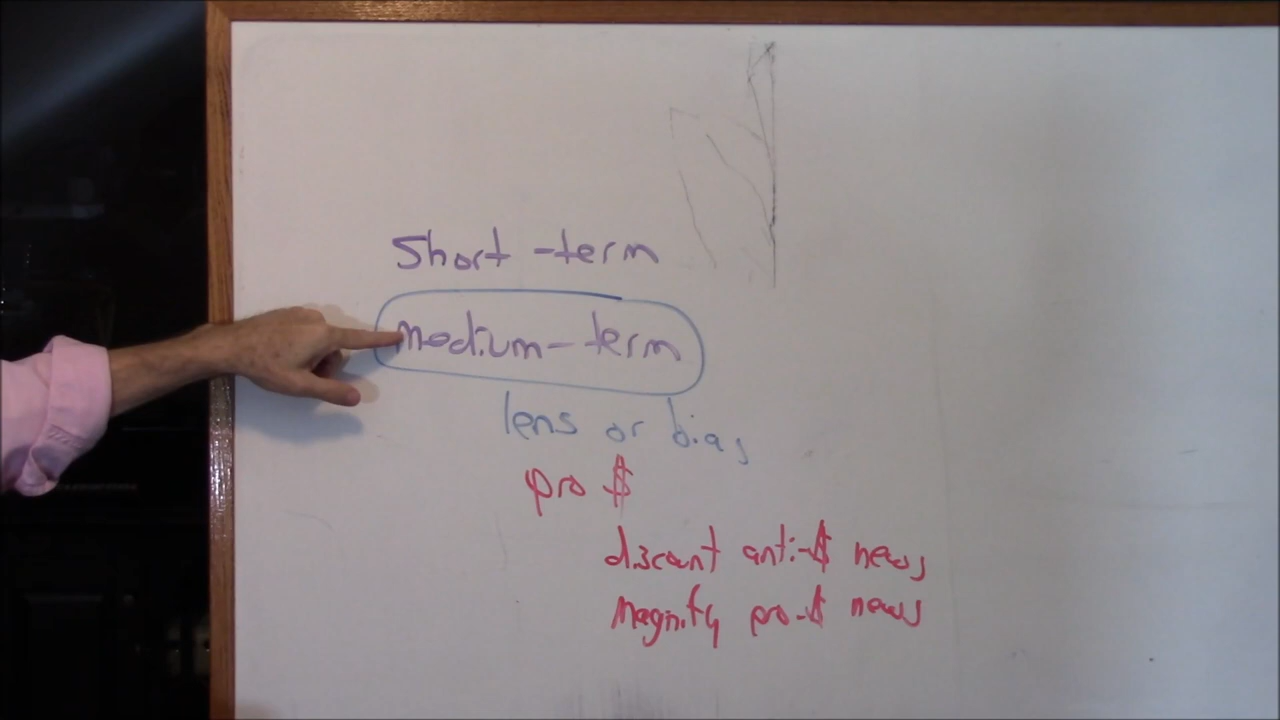 Short-term
medium-term
lens or bias
pro $
discount anti-$ news
Magnify pro-$ news